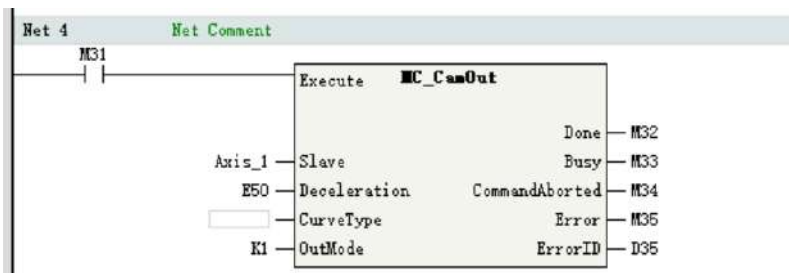 Net 4 Net Comment
M31
Execute MC_CamOut
Done M32
Axis_1 Slave Busy M33
E50 Deceleration CommandAborted M34
CurveType Error M35
K1 OutMode ErrorID D35